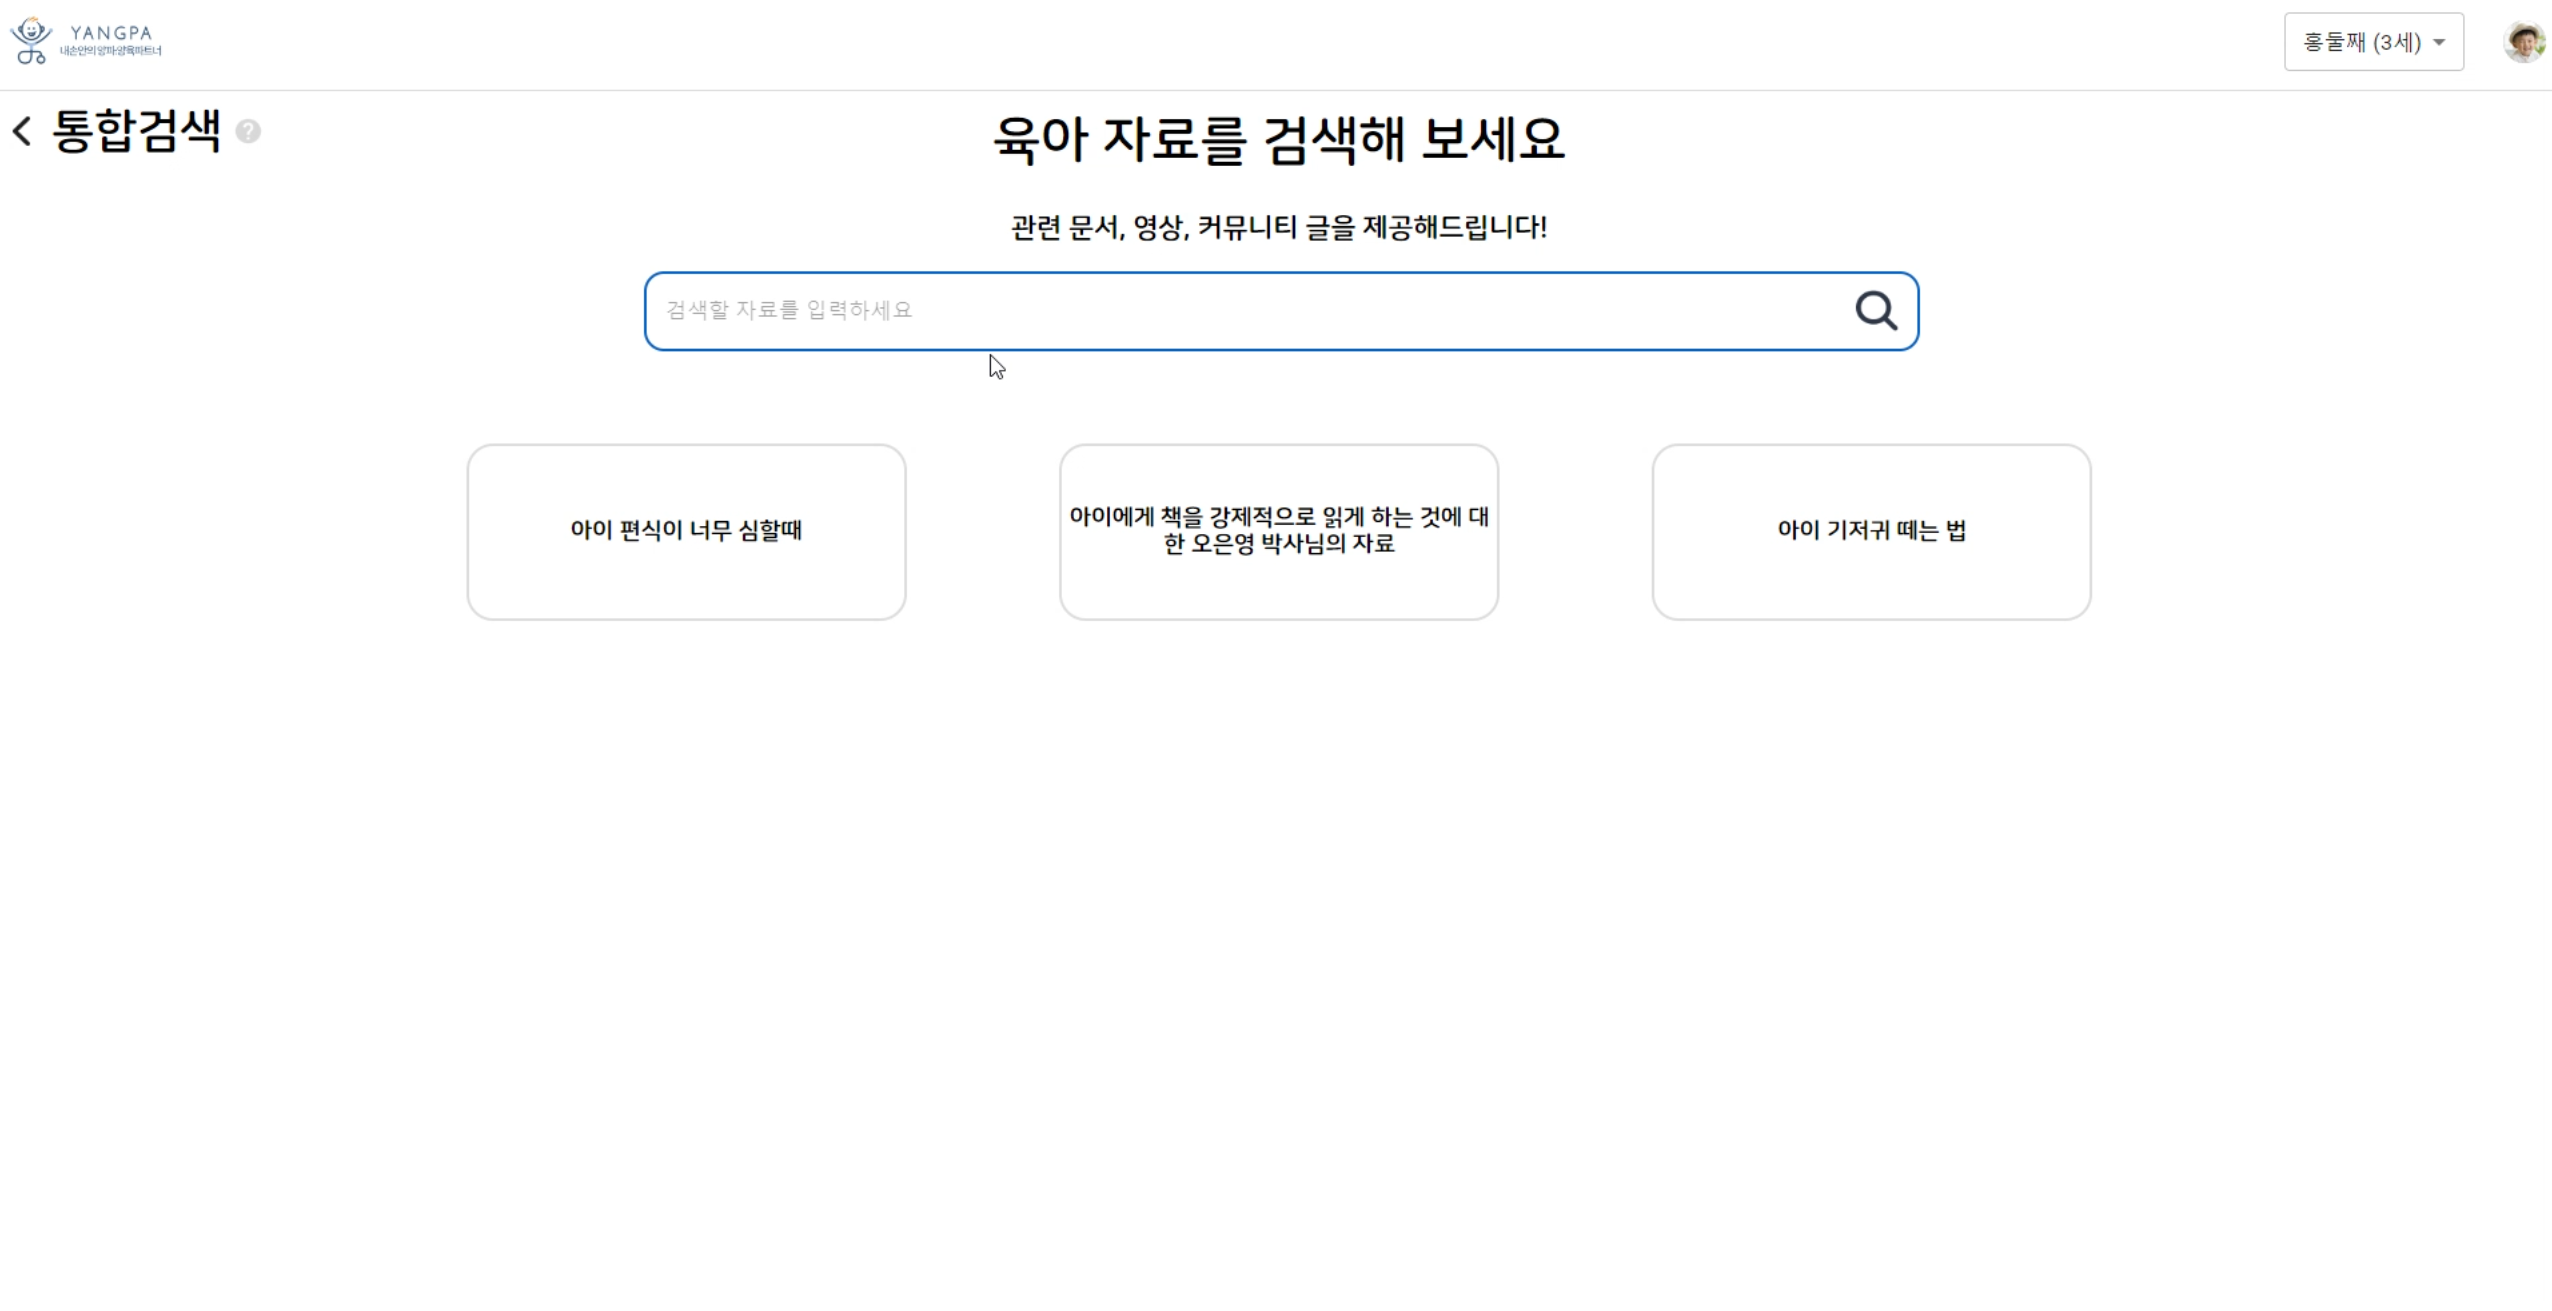 YANGPA
내손안의 양파·양육파트너
홍둘째 (3세)
통합검색
?
육아 자료를 검색해 보세요
관련 문서, 영상, 커뮤니티 글을 제공해드립니다!
검색할 자료를 입력하세요
아이 편식이 너무 심할때
아이에게 책을 강제적으로 읽게 하는 것에 대
한 오은영 박사님의 자료
아이 기저귀 떼는 법